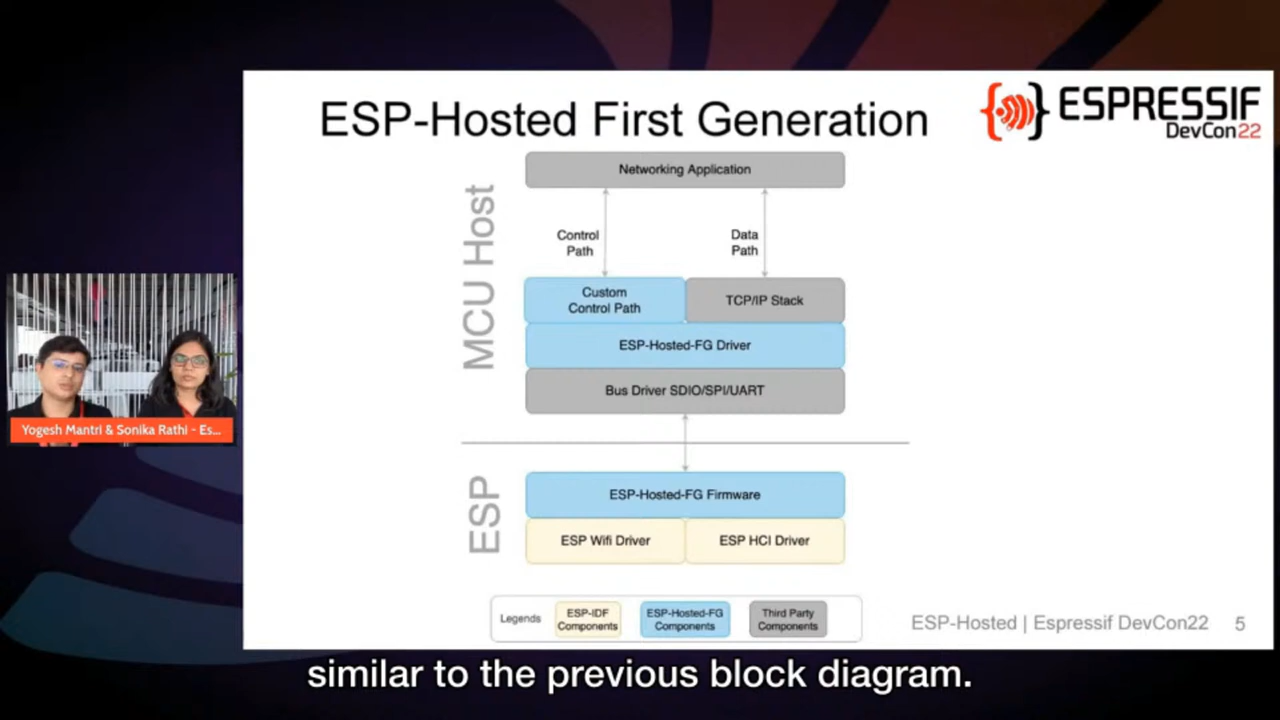 ESP-Hosted First Generation
ESPRESSIF
DevCon22
MCU Host
Networking Application
Control
Path
Data
Path
Custom
Control Path
TCP/IP Stack
ESP-Hosted-FG Driver
Bus Driver SDIO/SPI/UART
ESP
ESP-Hosted-FG Firmware
ESP Wifi Driver
ESP HCI Driver
Legends
ESP-IDF
Components
ESP-Hosted-FG
Components
Third Party
Components
ESP-Hosted | Espressif DevCon22 5
Yogesh Mantri & Sonika Rathi - Es...
similar to the previous block diagram.